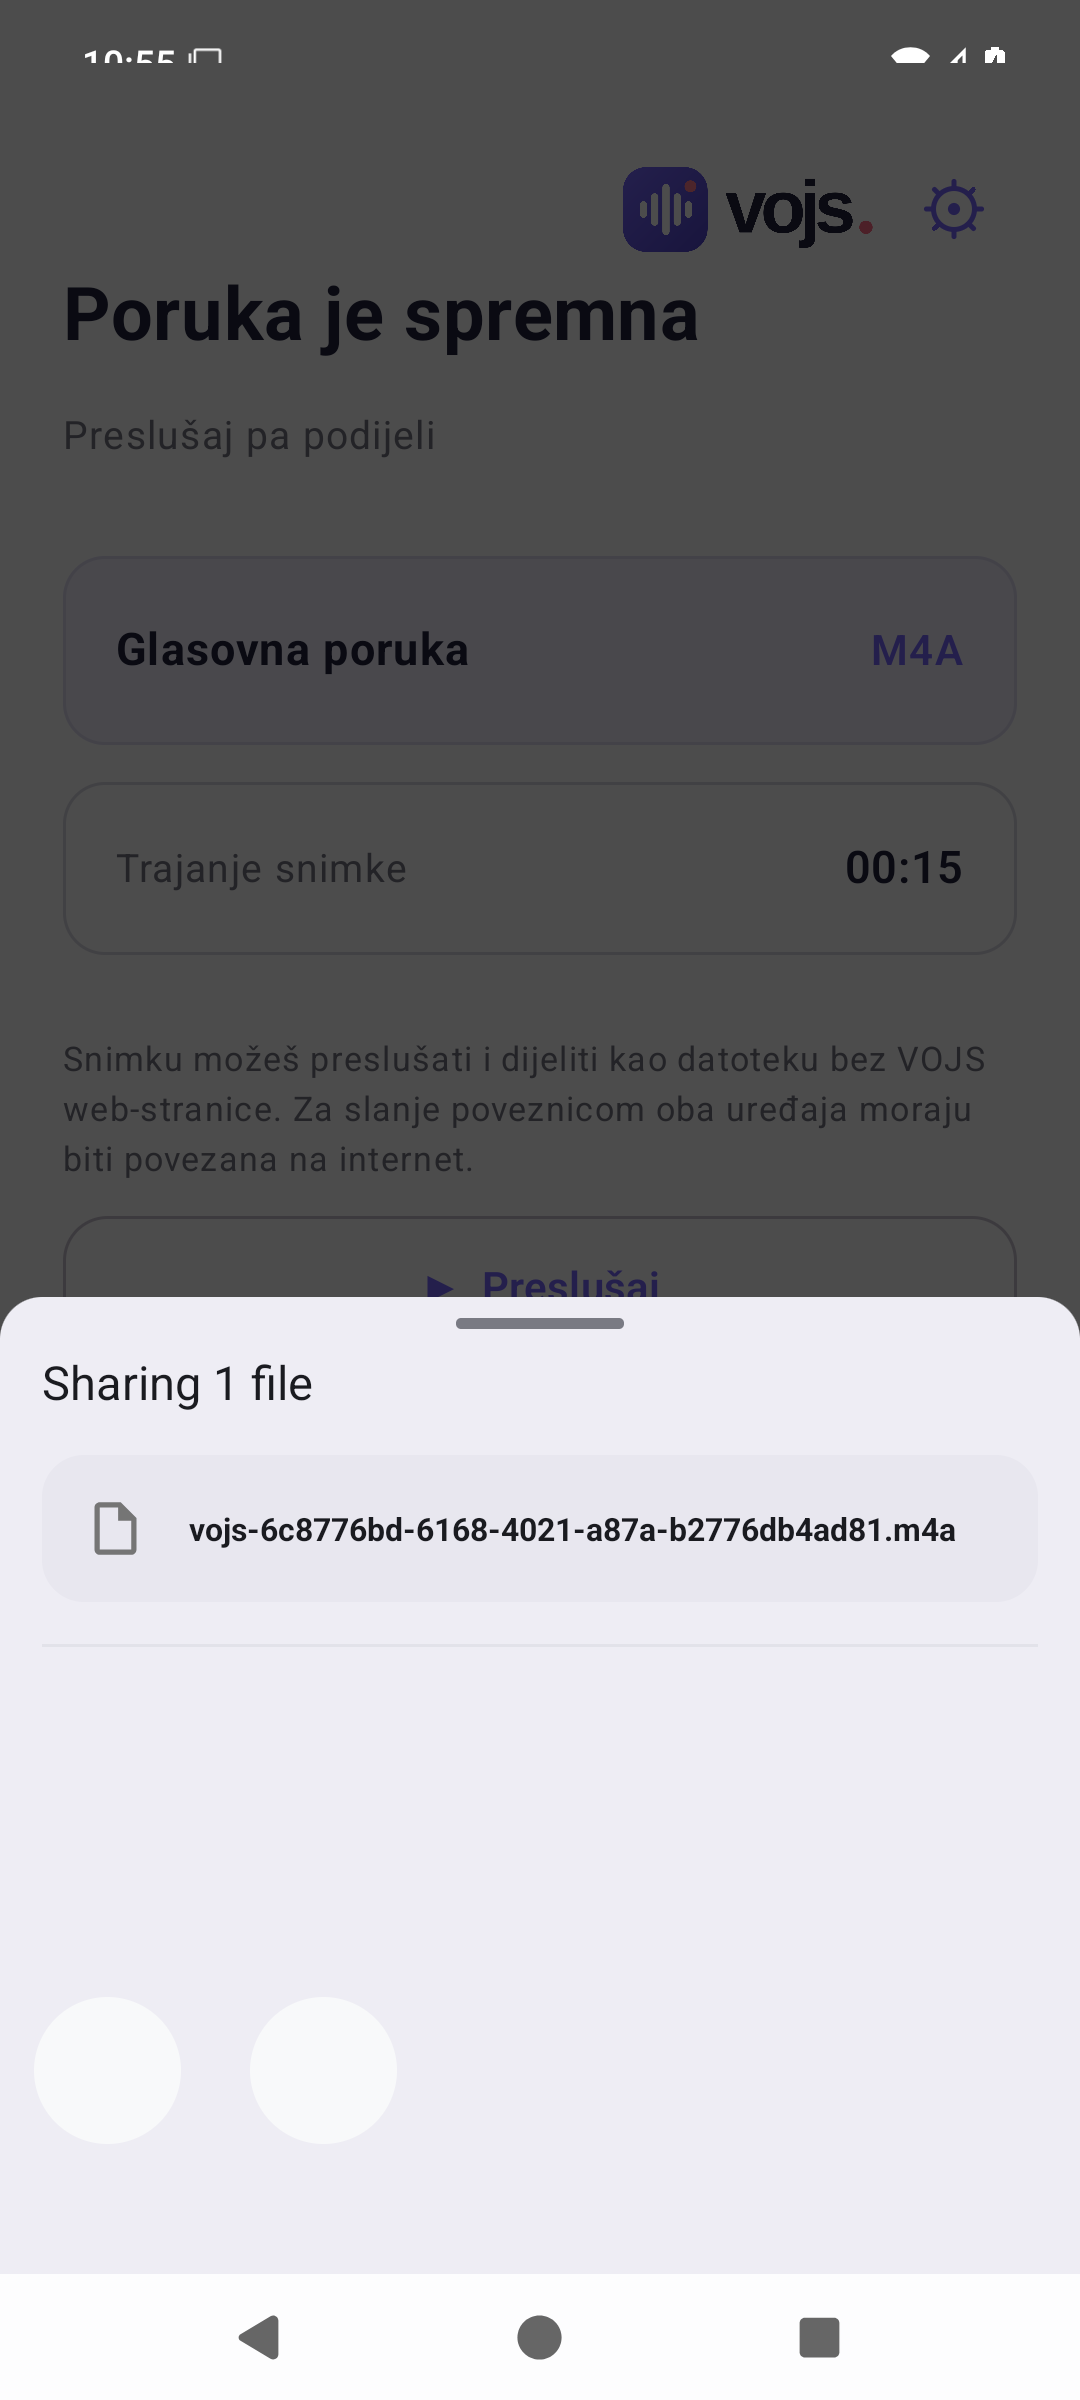 10:55
vojs.
Poruka je spremna
Preslušaj pa podijeli
Glasovna poruka M4A
Trajanje snimke 00:15
Snimku možeš preslušati i dijeliti kao datoteku bez VOJS
web-stranice. Za slanje poveznicom oba uređaja moraju
biti povezana na internet.
Preslušaj
Sharing 1 file
vojs-6c8776bd-6168-4021-a87a-b2776db4ad81.m4a